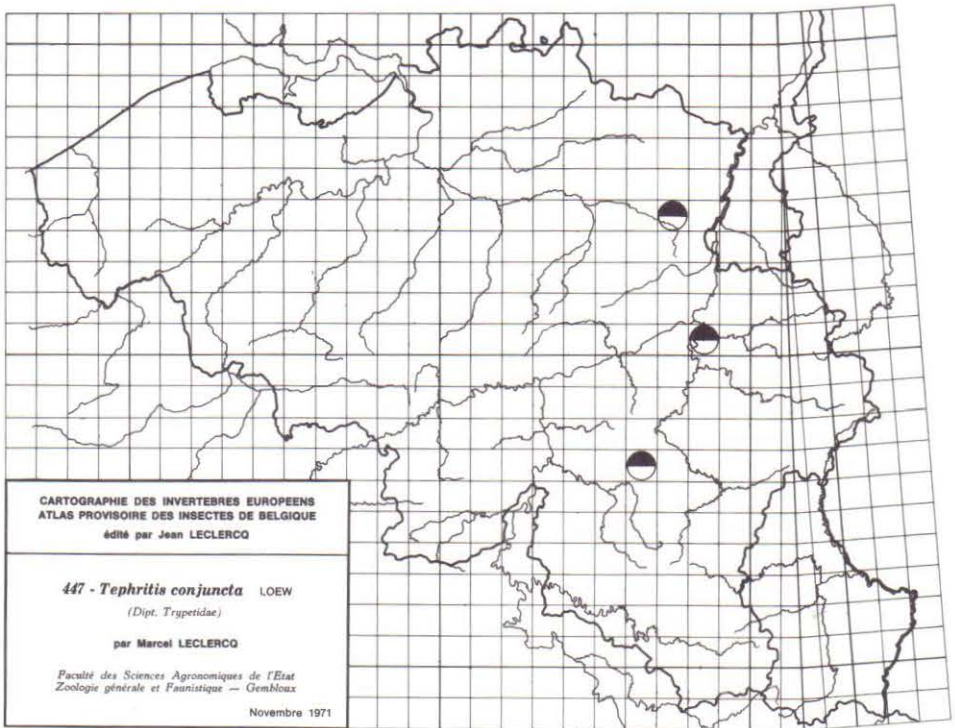 CARTOGRAPHIE DES INVERTEBRES EUROPEENS
ATLAS PROVISOIRE DES INSECTES DE BELGIQUE
édité par Jean LECLERCQ
447 - Tephritis conjuncta LOEW
(Dipt. Trypetidae)
par Marcel LECLERCQ
Faculté des Sciences Agronomiques de l'Etat
Zoologie générale et Faunistique — Gembloux
Novembre 1971